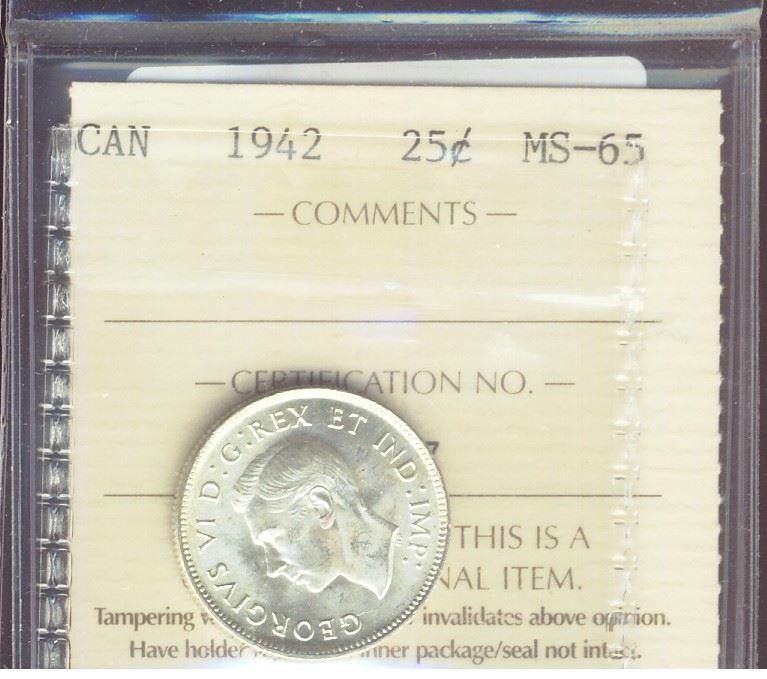 CAN 1942 25¢ MS-65
— COMMENTS —
— CERTIFICATION NO. —
7
GEORGIVS VI D:G:REX ET IND:IMP:
THIS IS A
NAL ITEM.
Tampering invalidates above opinion.
Have holder inner package/seal not intact.